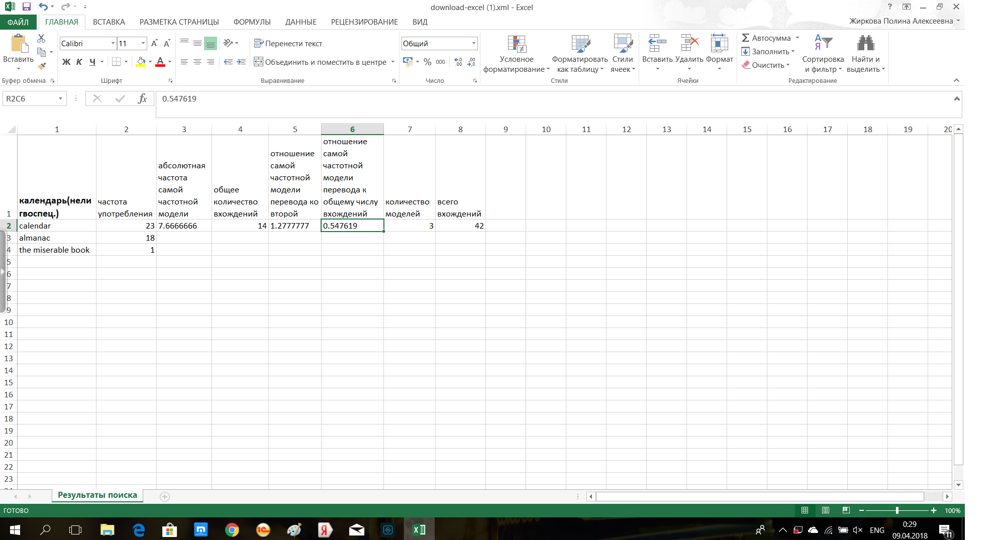 download-excel (1).xml - Excel
ФАЙЛ ГЛАВНАЯ ВСТАВКА РАЗМЕТКА СТРАНИЦЫ ФОРМУЛЫ ДАННЫЕ РЕЦЕНЗИРОВАНИЕ ВИД Жиркова Полина Алексеевна
Вставить
Буфер обмена
Calibri 11
Ж К Ч
Шрифт
Перенести текст
Объединить и поместить в центре
Выравнивание
Общий
% 000
Число
Условное форматирование
Форматировать как таблицу
Стили ячеек
Стили
Вставить Удалить Формат
Ячейки
Автосумма
Заполнить
Очистить
Сортировка и фильтр
Найти и выделить
Редактирование
R2C6 fx 0.547619
1 2 3 4 5 6 7 8 9 10 11 12 13 14 15 16 17 18 19 20
1
календарь(нели
гвоспец.)
частота
употребления
абсолютная
частота
самой
частотной
модели
общее
количество
вхождений
отношение
самой
частотной
модели
перевода ко
второй
отношение
самой
частотной
модели
перевода к
общему числу
вхождений
количество
моделей
всего
вхождений
2 calendar 23 7.6666666 14 1.2777777 0.547619 3 42
3 almanac 18
4 the miserable book 1
5
6
7
8
9
10
11
12
13
14
15
16
17
18
19
20
21
22
23
Результаты поиска
ГОТОВО 100%
ENG
0:29
09.04.2018
11